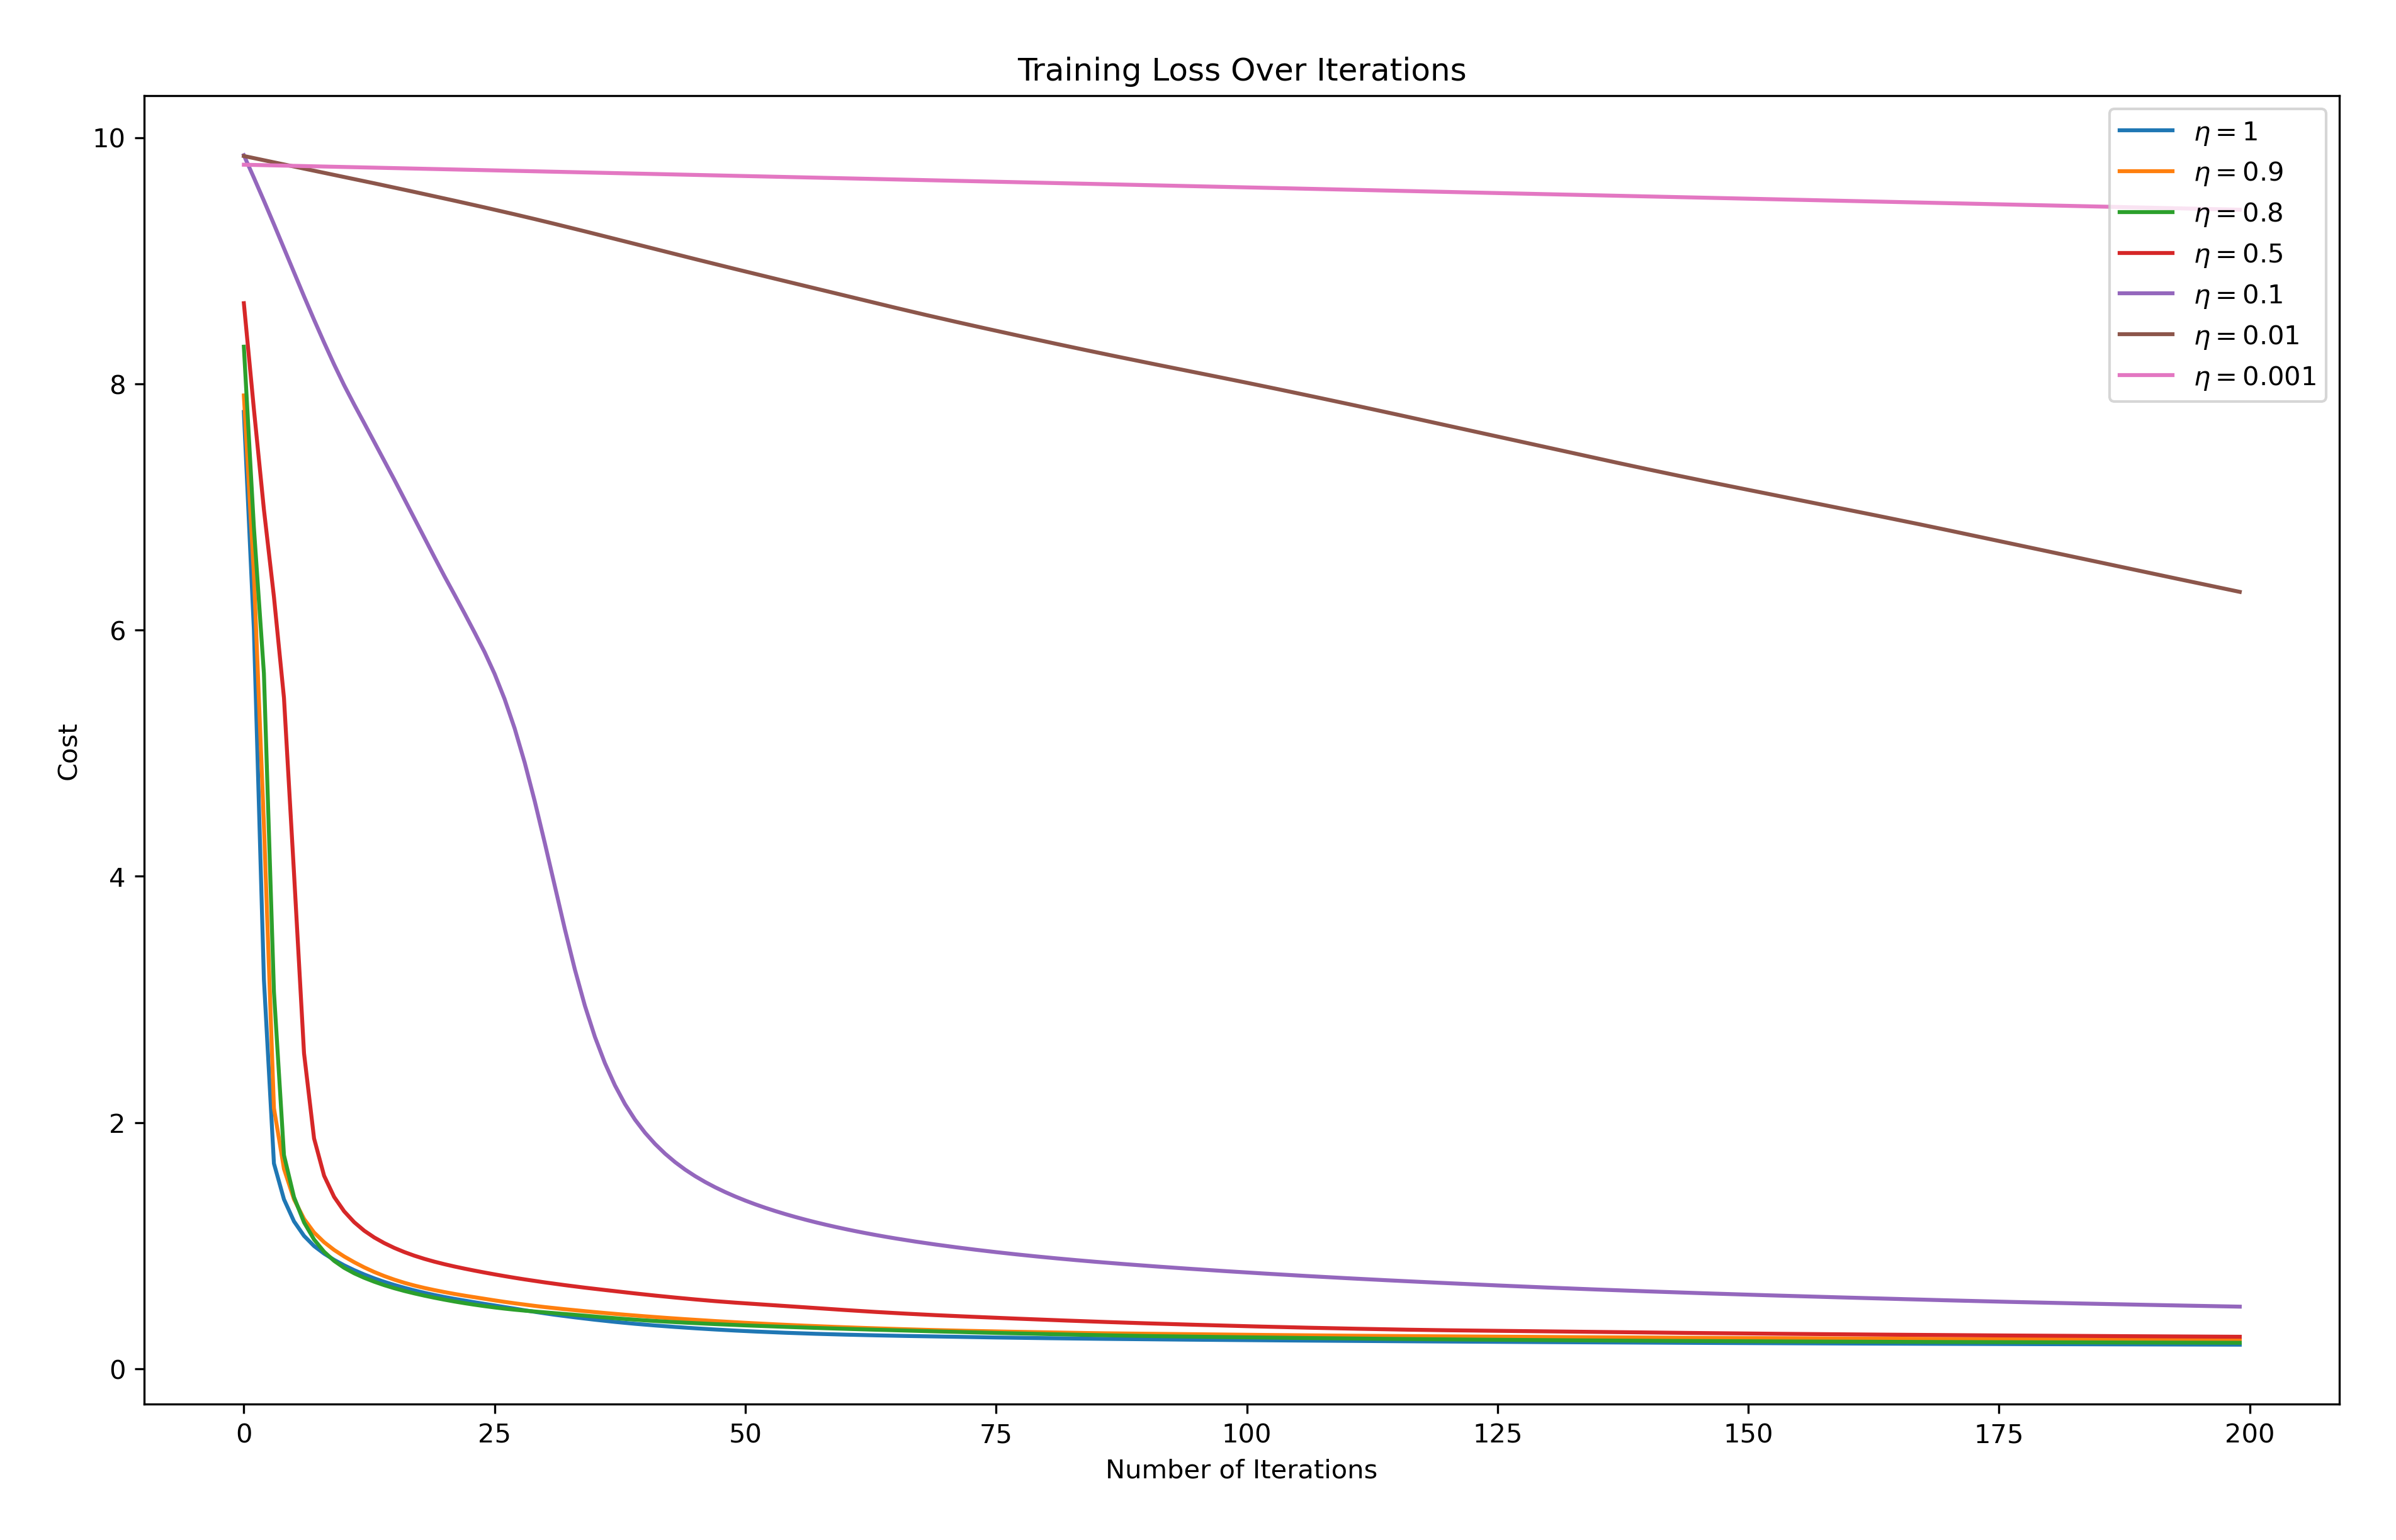 Training Loss Over Iterations
10
8
6
4
2
0
Cost
η = 1
η = 0.9
η = 0.8
η = 0.5
η = 0.1
η = 0.01
η = 0.001
0 25 50 75 100 125 150 175 200
Number of Iterations